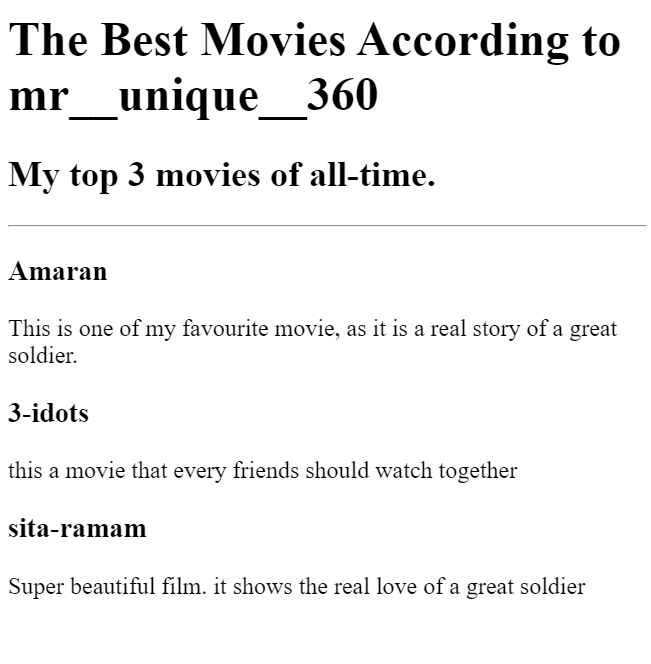 The Best Movies According to
mr__unique__360
My top 3 movies of all-time.
Amaran
This is one of my favourite movie, as it is a real story of a great
soldier.
3-idots
this a movie that every friends should watch together
sita-ramam
Super beautiful film. it shows the real love of a great soldier